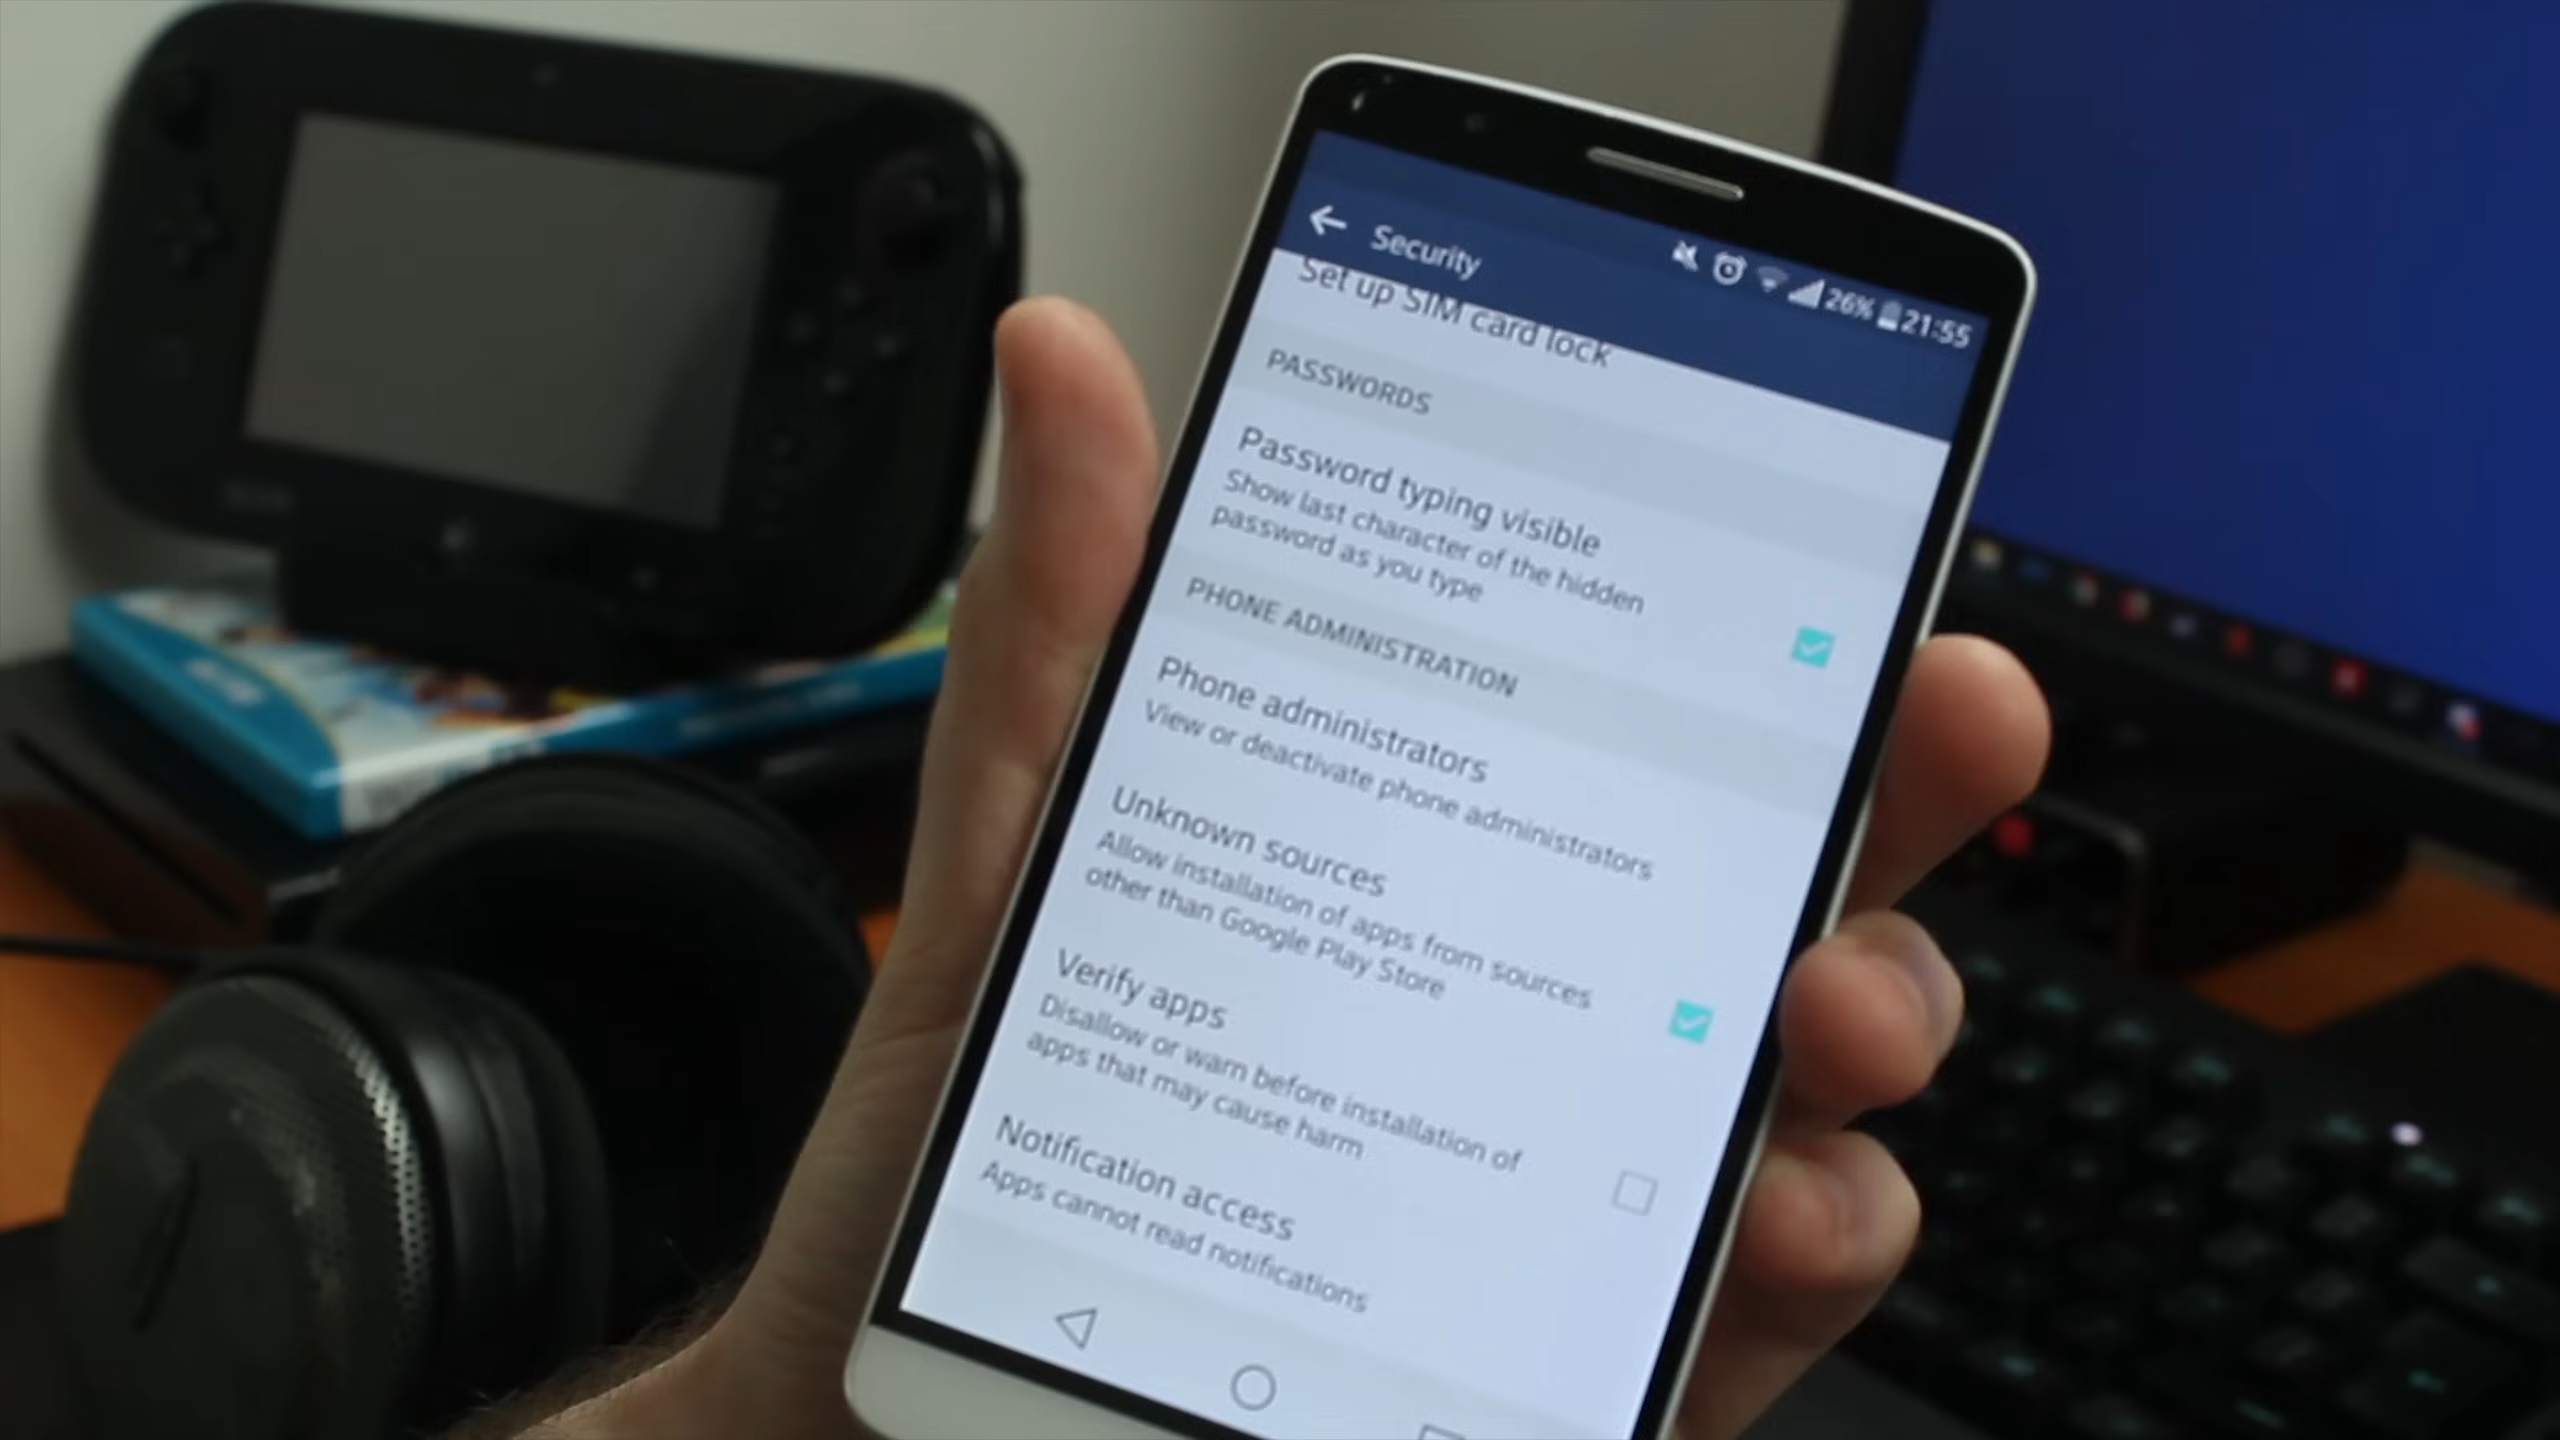 Security
26% 21:55
Set up SIM card lock
PASSWORDS
Password typing visible
Show last character of the hidden
password as you type
PHONE ADMINISTRATION
Phone administrators
View or deactivate phone administrators
Unknown sources
Allow installation of apps from sources
other than Google Play Store
Verify apps
Disallow or warn before installation of
apps that may cause harm
Notification access
Apps cannot read notifications